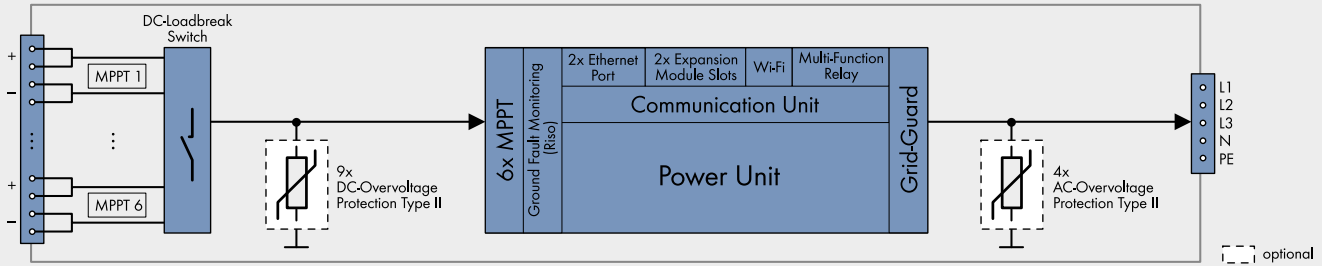 DC-Loadbreak
Switch
+
MPPT 1
–
...
...
+
MPPT 6
–
9x
DC-Overvoltage
Protection Type II
6x MPPT
Ground Fault Monitoring
(Riso)
2x Ethernet
Port
2x Expansion
Module Slots
Wi-Fi
Multi-Function
Relay
Communication Unit
Power Unit
Grid-Guard
4x
AC-Overvoltage
Protection Type II
L1
L2
L3
N
PE
optional